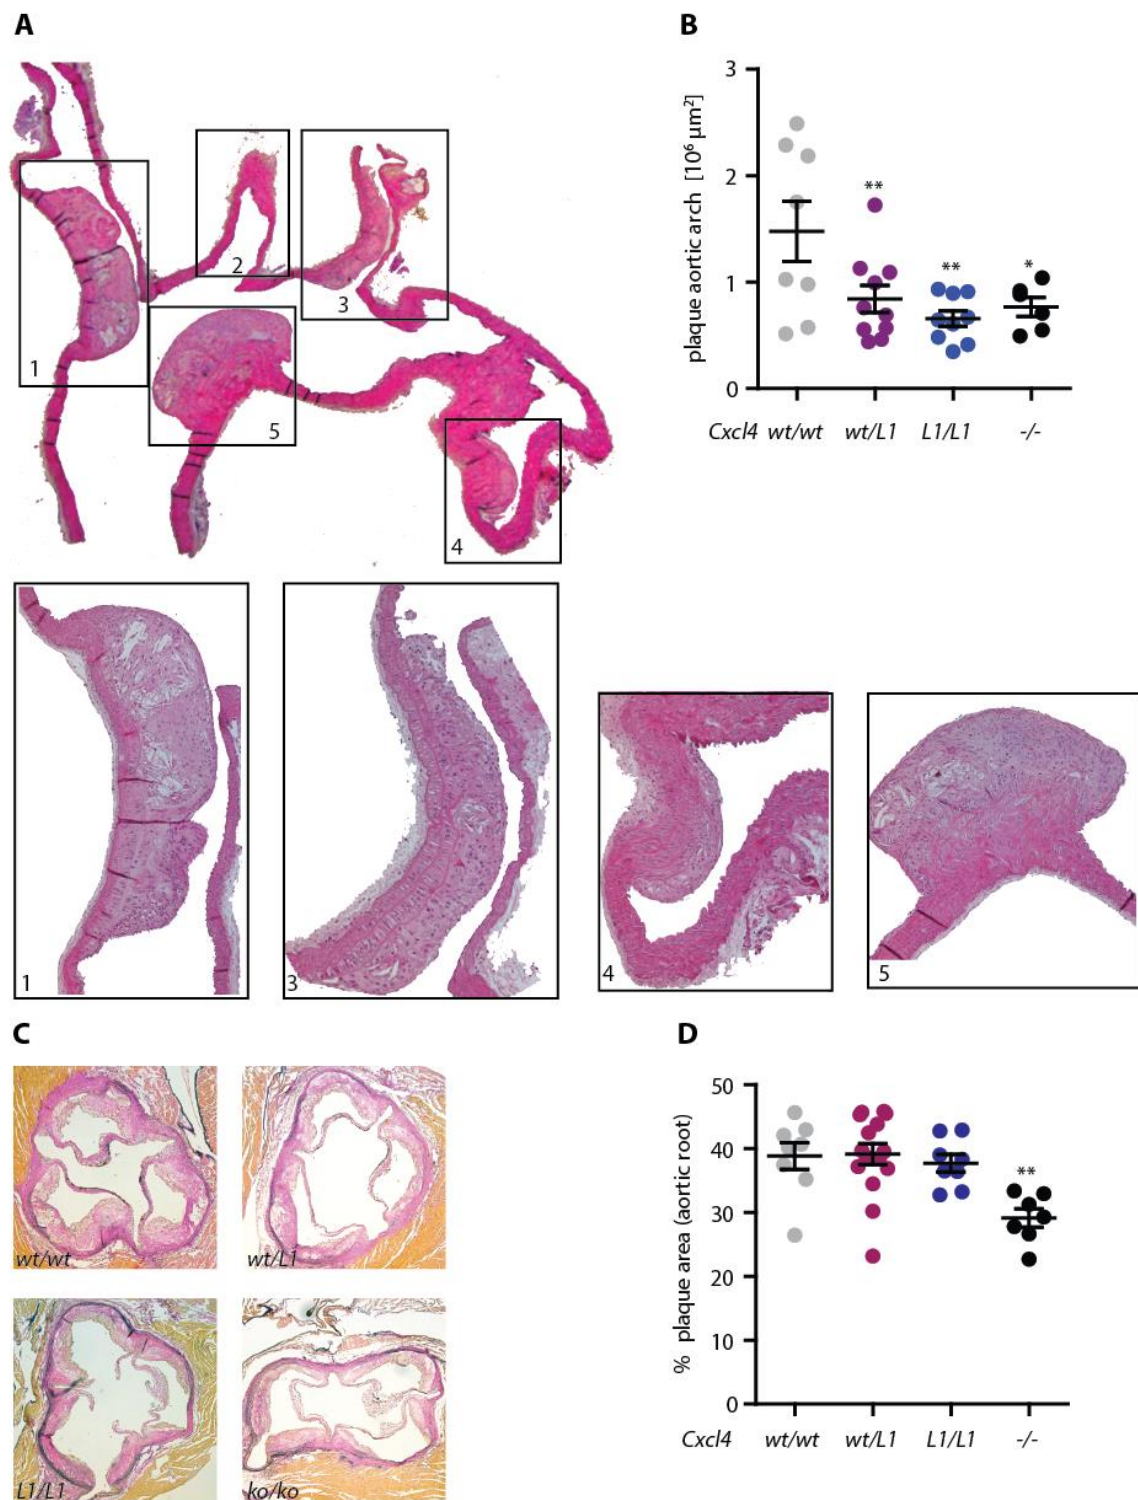 A
1
2
3
4
5
B
plaque aortic arch [10⁶ µm²]
3
2
1
0
**
**
*
Cxcl4 wt/wt wt/L1 L1/L1 -/-
1
3
4
5
C
wt/wt
wt/L1
L1/L1
ko/ko
D
% plaque area (aortic root)
50
40
30
20
10
0
**
Cxcl4 wt/wt wt/L1 L1/L1 -/-